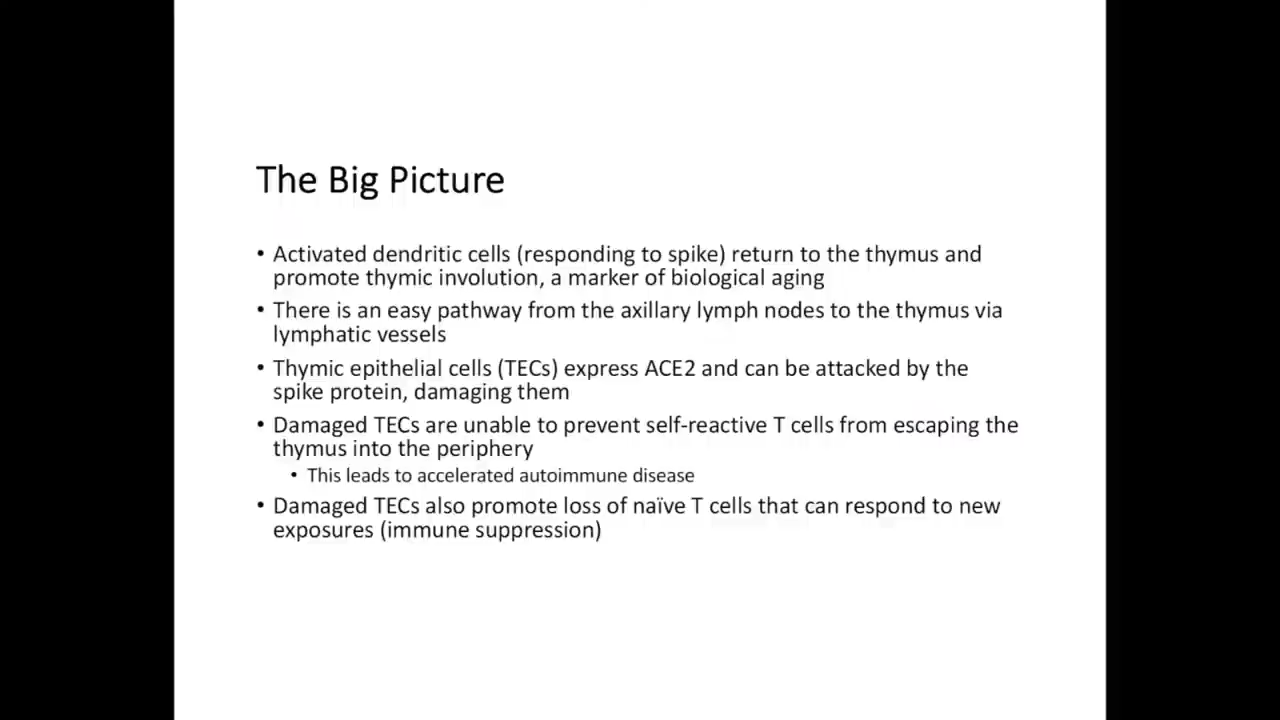 The Big Picture
• Activated dendritic cells (responding to spike) return to the thymus and
promote thymic involution, a marker of biological aging
• There is an easy pathway from the axillary lymph nodes to the thymus via
lymphatic vessels
• Thymic epithelial cells (TECs) express ACE2 and can be attacked by the
spike protein, damaging them
• Damaged TECs are unable to prevent self-reactive T cells from escaping the
thymus into the periphery
• This leads to accelerated autoimmune disease
• Damaged TECs also promote loss of naïve T cells that can respond to new
exposures (immune suppression)